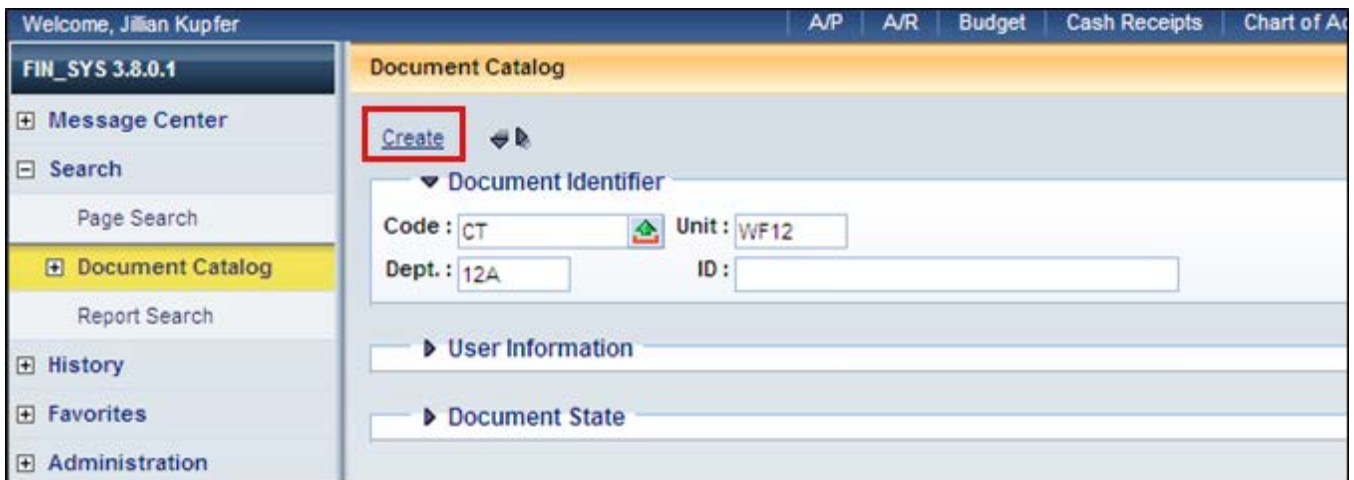 Welcome, Jillian Kupfer A/P A/R Budget Cash Receipts Chart of
FIN_SYS 3.8.0.1 Document Catalog
Message Center
Create
Search
Document Identifier
Page Search
Code : CT Unit : WF12
Document Catalog
Dept. : 12A ID :
Report Search
User Information
History
Favorites
Document State
Administration